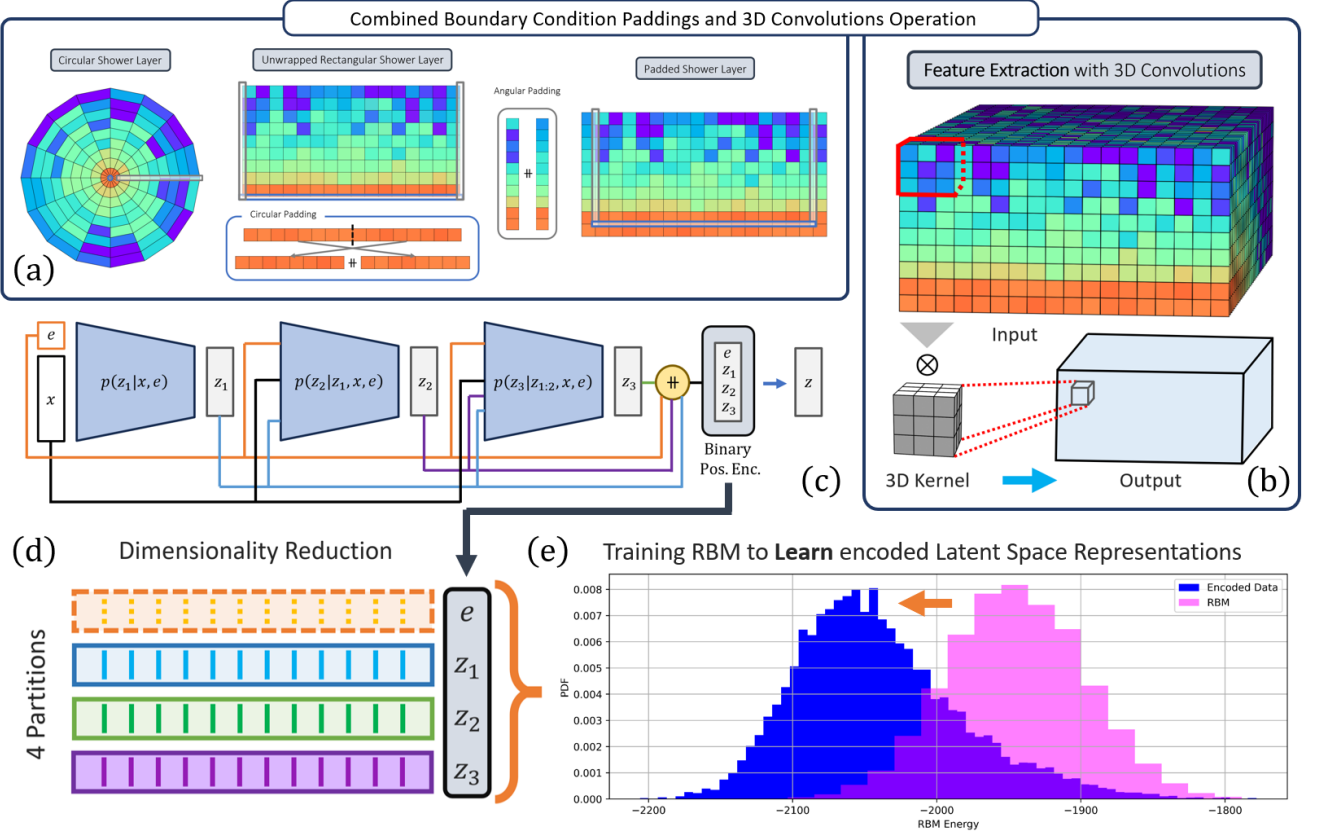 Combined Boundary Condition Paddings and 3D Convolutions Operation
Circular Shower Layer
Unwrapped Rectangular Shower Layer
Angular Padding
Padded Shower Layer
⧺
Circular Padding
⧺
(a)
Feature Extraction with 3D Convolutions
Input
⊗
3D Kernel
Output
(b)
e
x
p(z₁|x, e)
z₁
p(z₂|z₁, x, e)
z₂
p(z₃|z₁:₂, x, e)
z₃
⧺
e
z₁
z₂
z₃
z
Binary
Pos. Enc.
(c)
(d)
Dimensionality Reduction
4 Partitions
e
z₁
z₂
z₃
(e)
Training RBM to Learn encoded Latent Space Representations
Encoded Data
RBM
PDF
0.008
0.007
0.006
0.005
0.004
0.003
0.002
0.001
0.000
−2200 −2100 −2000 −1900 −1800
RBM Energy